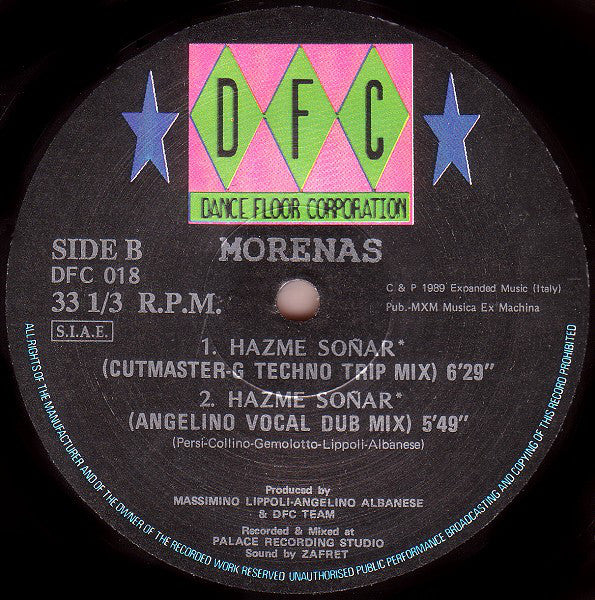 D F C
DANCE FLOOR CORPORATION
SIDE B
MORENAS
DFC 018
33 1/3 R.P.M.
S.I.A.E.
C & P 1989 Expanded Music (Italy)
Pub.-MXM Musica Ex Machina
1. HAZME SOÑAR*
(CUTMASTER-G TECHNO TRIP MIX) 6'29"
2. HAZME SOÑAR*
(ANGELINO VOCAL DUB MIX) 5'49"
(Persi-Collino-Gemolotto-Lippoli-Albanese)
Produced by
MASSIMINO LIPPOLI-ANGELINO ALBANESE
& DFC TEAM
Recorded & Mixed at
PALACE RECORDING STUDIO
Sound by ZAFRET
ALL RIGHTS OF THE MANUFACTURER AND OF THE OWNER OF THE RECORDED WORK RESERVED UNAUTHORISED PUBLIC PERFORMANCE BROADCASTING AND COPYING OF THIS RECORD PROHIBITED